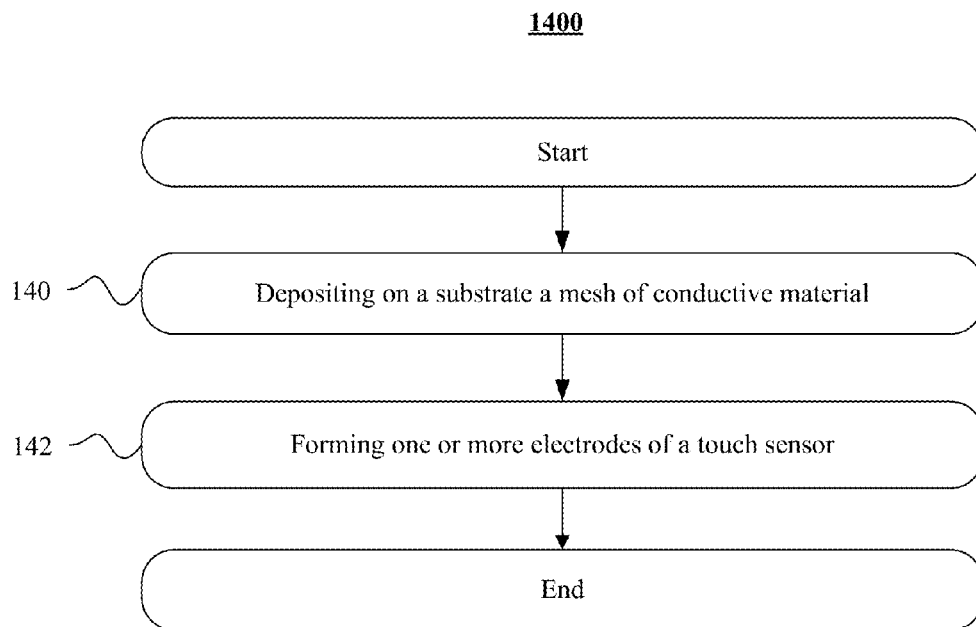 1400
Start
140
Depositing on a substrate a mesh of conductive material
142
Forming one or more electrodes of a touch sensor
End